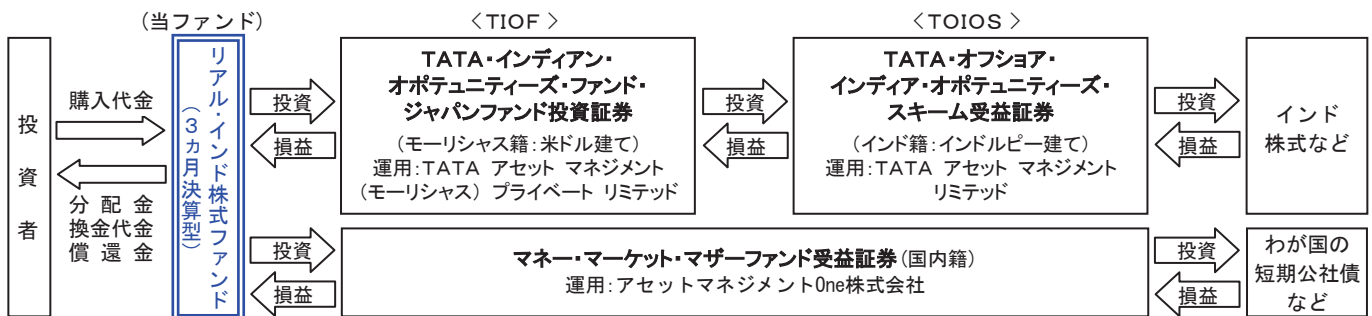 (当ファンド)
<TIOF>
<TOIOS>
投資者
購入代金
分配金
換金代金
償還金
リアル・インド株式ファンド
(3ヵ月決算型)
投資
損益
TATA・インディアン・
オポテュニティーズ・ファンド・
ジャパンファンド投資証券
(モーリシャス籍:米ドル建て)
運用:TATA アセット マネジメント
(モーリシャス) プライベート リミテッド
投資
損益
TATA・オフショア・
インディア・オポテュニティーズ・
スキーム受益証券
(インド籍:インドルピー建て)
運用:TATA アセット マネジメント
リミテッド
投資
損益
インド
株式など
投資
損益
マネー・マーケット・マザーファンド受益証券(国内籍)
運用:アセットマネジメントOne株式会社
投資
損益
わが国の
短期公社債
など